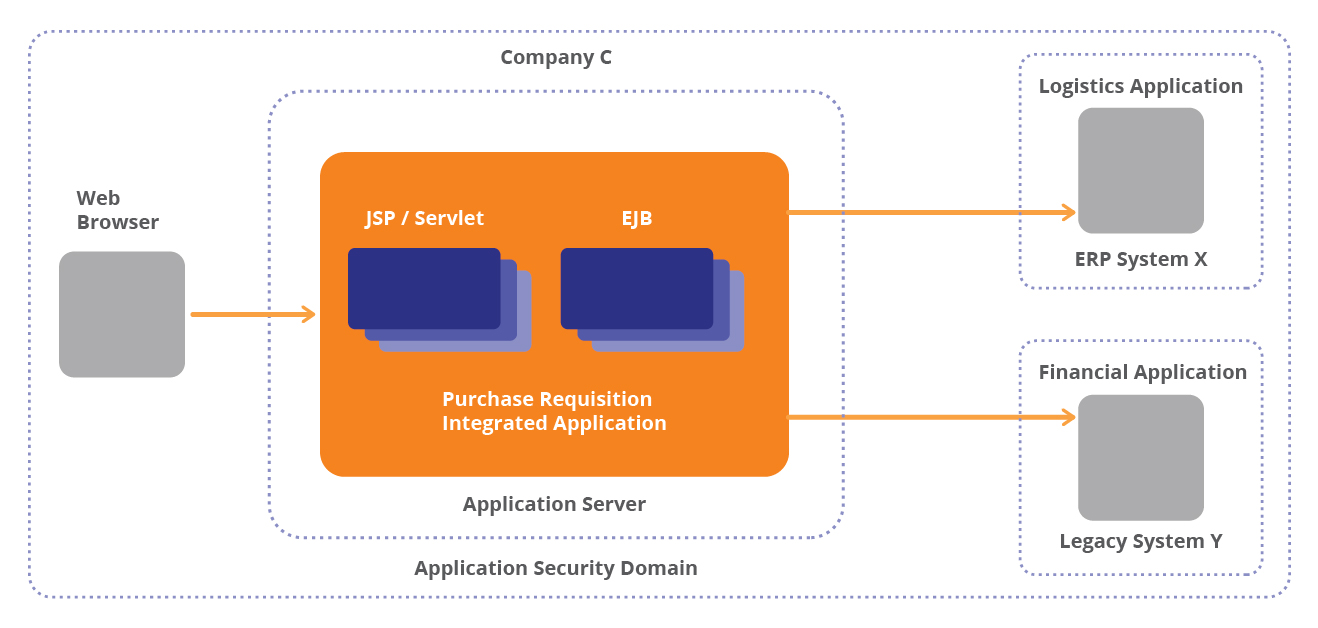 Company C
Logistics Application
Web
Browser
JSP / Servlet
EJB
ERP System X
Purchase Requisition
Integrated Application
Financial Application
Application Server
Legacy System Y
Application Security Domain